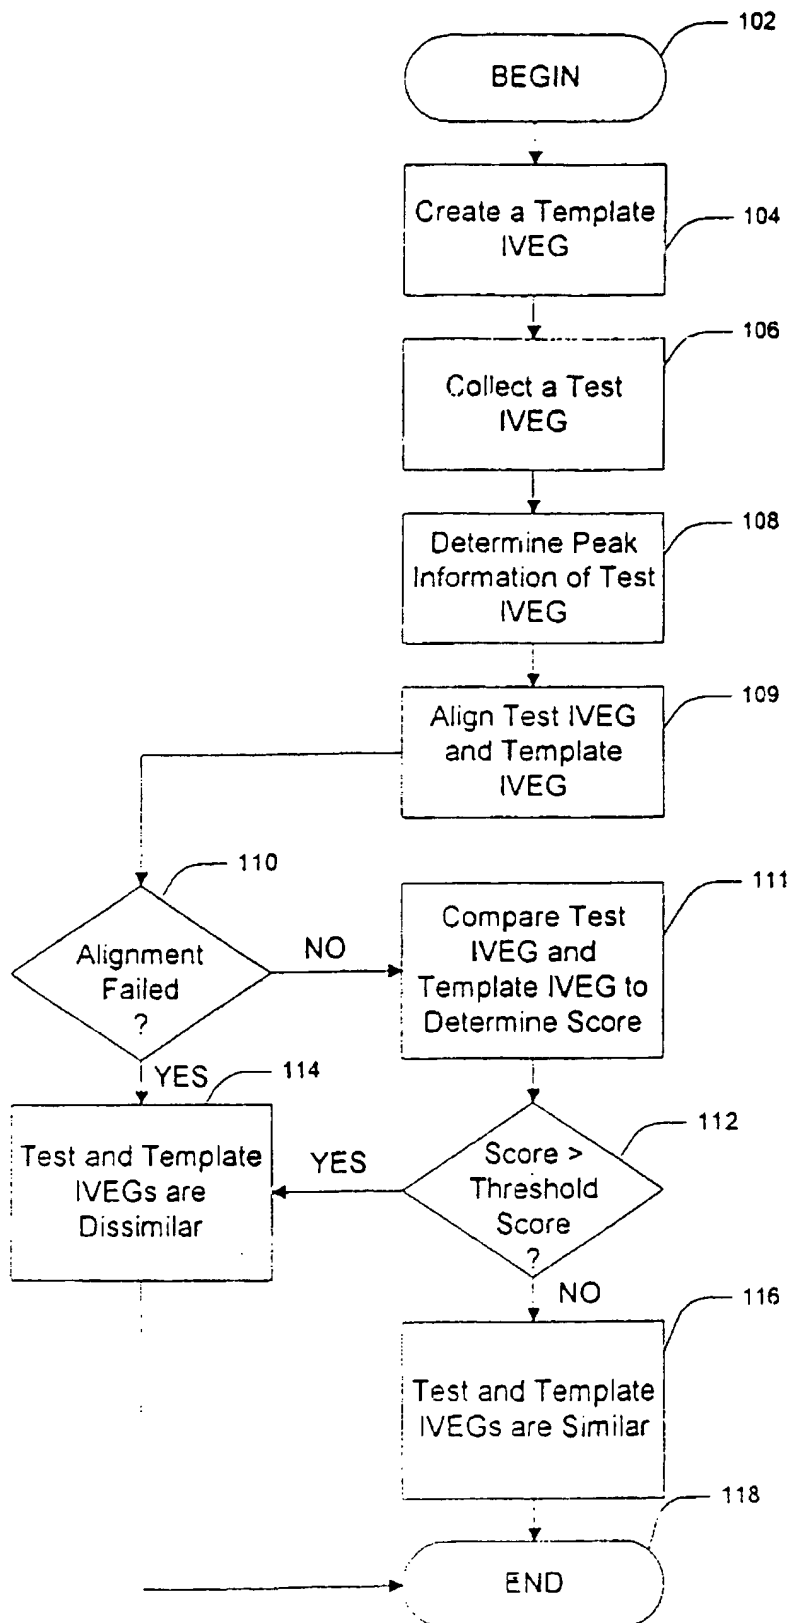 102
BEGIN
Create a Template
IVEG
104
106
Collect a Test
IVEG
108
Determine Peak
Information of Test
IVEG
109
Align Test IVEG
and Template
IVEG
110
Alignment
Failed
?
NO
111
Compare Test
IVEG and
Template IVEG to
Determine Score
YES
114
Test and Template
IVEGs are
Dissimilar
YES
112
Score >
Threshold
Score
?
NO
116
Test and Template
IVEGs are Similar
118
END